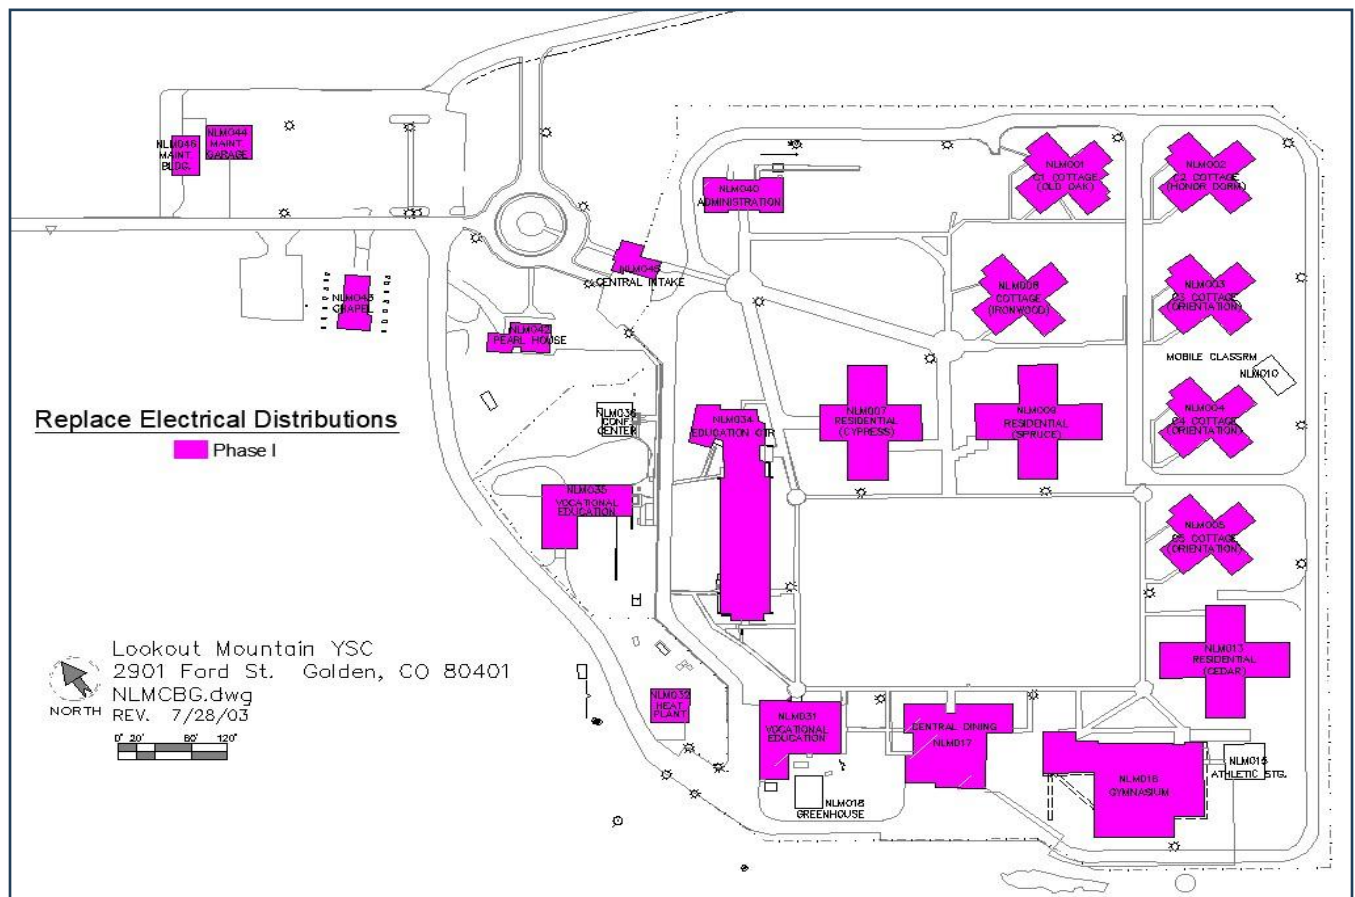 NLM044
MAINT.
GARAGE
NLM046
MAINT.
BLDG.
NLM040
ADMINISTRATION
NLM001
C1 COTTAGE
(OLD OAK)
NLM002
C2 COTTAGE
(HONOR DORM)
NLM045
CENTRAL INTAKE
NLM043
CHAPEL
NLM042
PEARL HOUSE
NLM008
COTTAGE
(IRONWOOD)
NLM003
C3 COTTAGE
(ORIENTATION)
MOBILE CLASSRM
NLM010
NLM036
CONF.
CENTER
NLM034
EDUCATION CTR
NLM007
RESIDENTIAL
(CYPRESS)
NLM009
RESIDENTIAL
(SPRUCE)
NLM004
C4 COTTAGE
(ORIENTATION)
Replace Electrical Distributions
Phase I
NLM035
VOCATIONAL
EDUCATION
NLM005
C5 COTTAGE
(ORIENTATION)
NLM013
RESIDENTIAL
(CEDAR)
Lookout Mountain YSC
2901 Ford St. Golden, CO 80401
NLMCBG.dwg
REV. 7/28/03
NORTH
0' 20' 60' 120'
NLM032
HEAT
PLANT
NLM031
VOCATIONAL
EDUCATION
CENTRAL DINING
NLM017
NLM018
GREENHOUSE
NLM016
GYMNASIUM
NLM015
ATHLETIC STG.